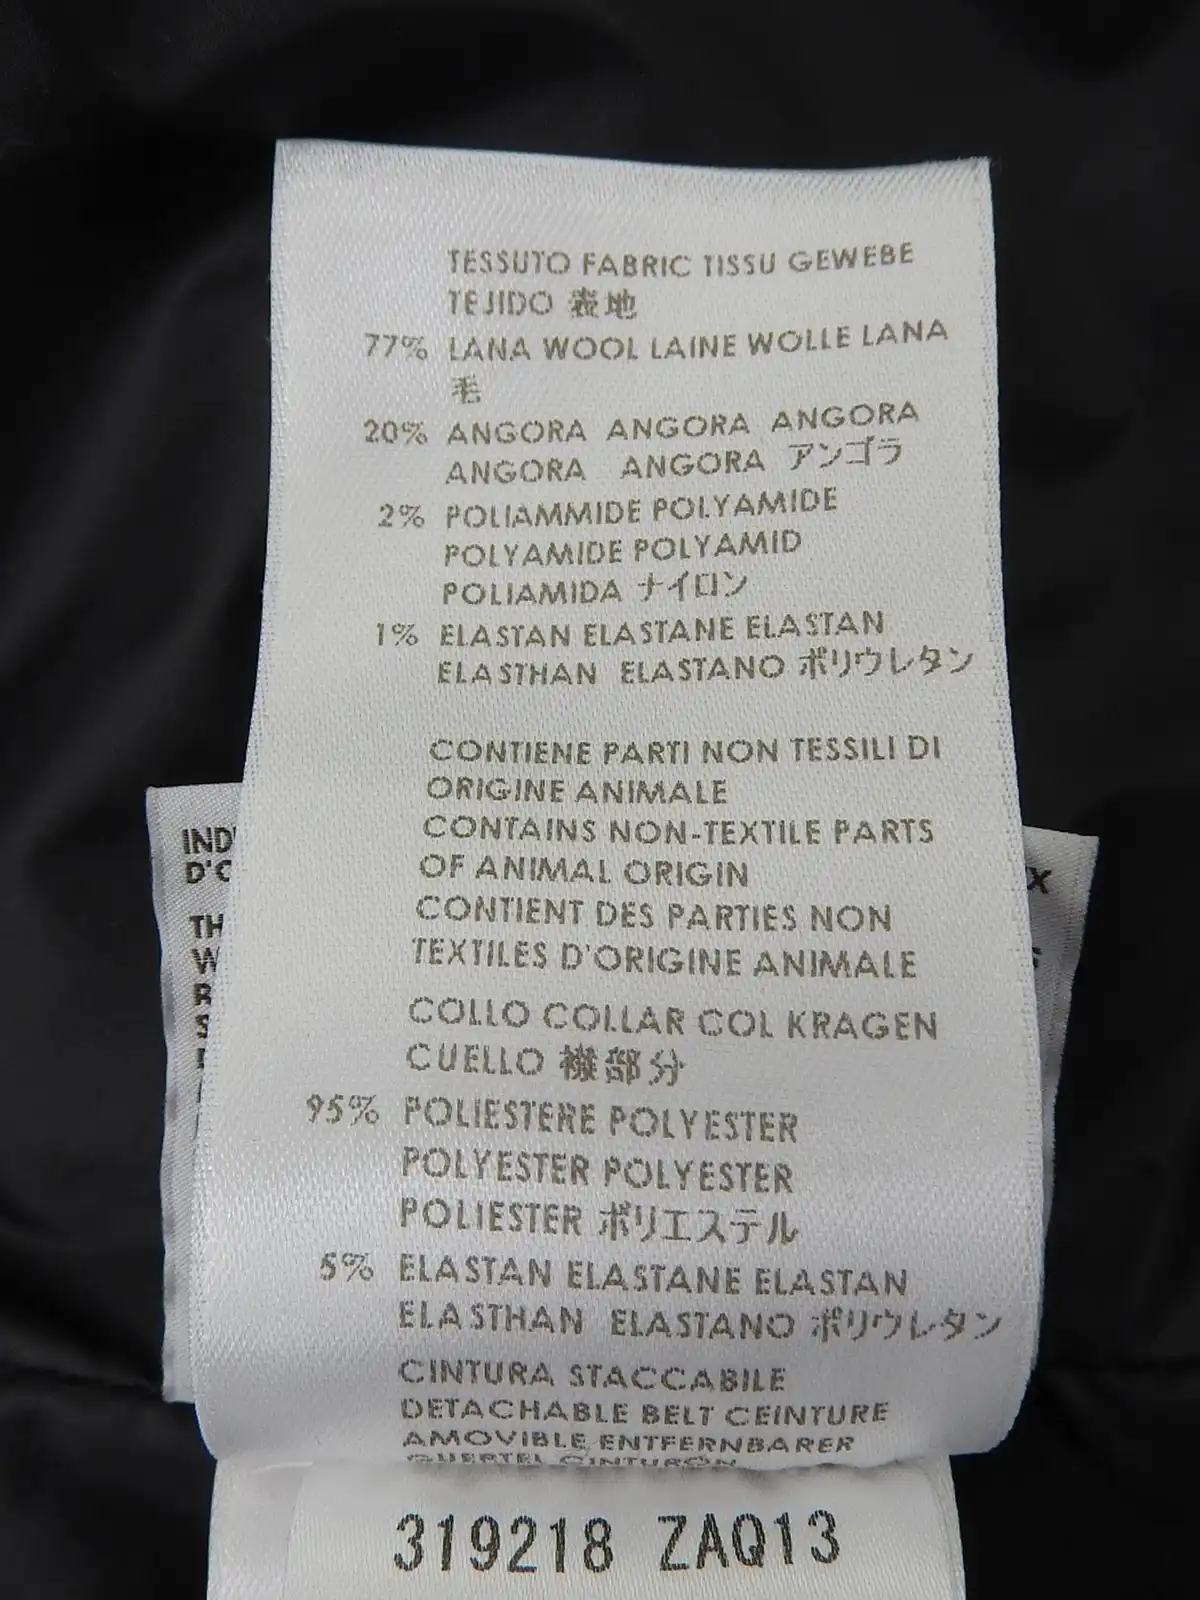 TESSUTO FABRIC TISSU GEWEBE
TEJIDO 表地
77% LANA WOOL LAINE WOLLE LANA
毛
20% ANGORA ANGORA ANGORA
ANGORA ANGORA アンゴラ
2% POLIAMMIDE POLYAMIDE
POLYAMIDE POLYAMID
POLIAMIDA ナイロン
1% ELASTAN ELASTANE ELASTAN
ELASTHAN ELASTANO ポリウレタン
CONTIENE PARTI NON TESSILI DI
ORIGINE ANIMALE
CONTAINS NON-TEXTILE PARTS
OF ANIMAL ORIGIN
CONTIENT DES PARTIES NON
TEXTILES D'ORIGINE ANIMALE
COLLO COLLAR COL KRAGEN
CUELLO 襟部分
95% POLIESTERE POLYESTER
POLYESTER POLYESTER
POLIESTER ポリエステル
5% ELASTAN ELASTANE ELASTAN
ELASTHAN ELASTANO ポリウレタン
CINTURA STACCABILE
DETACHABLE BELT CEINTURE
AMOVIBLE ENTFERNBARER
GUERTEL CINTURÓN
319218 ZAQ13